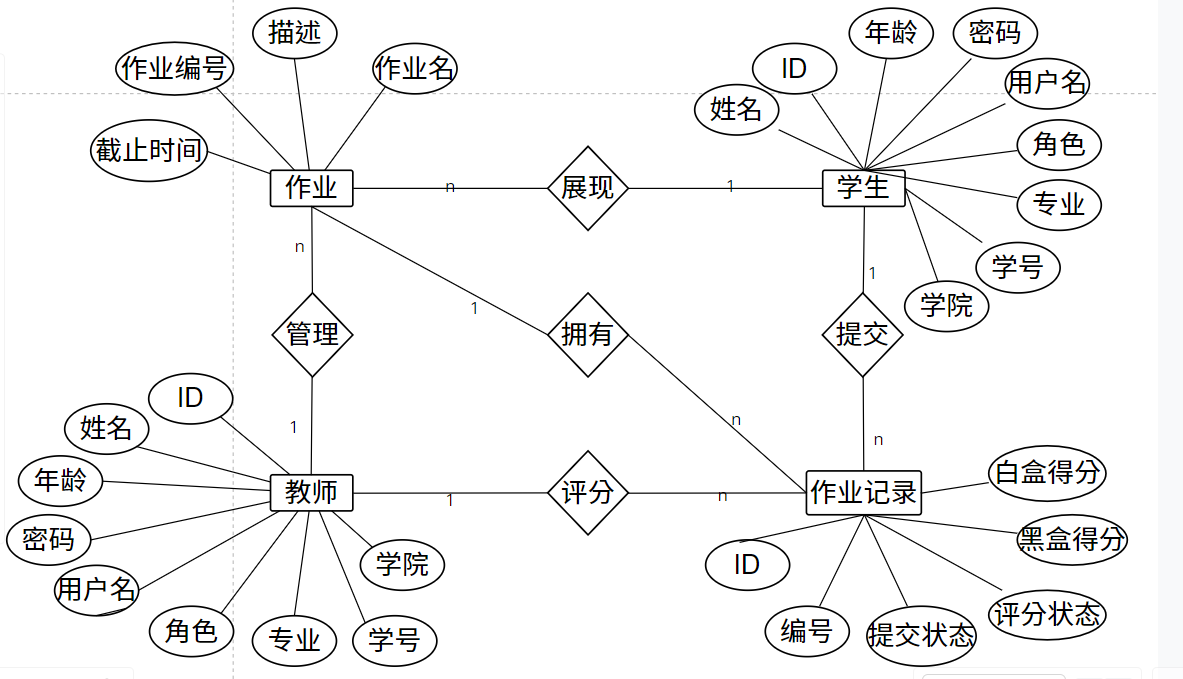 描述
年龄
密码
作业编号
作业名
ID
用户名
姓名
角色
截止时间
作业
n
展现
1
学生
专业
n
1
学号
学院
1
管理
拥有
提交
ID
1
n
n
姓名
年龄
教师
1
评分
n
作业记录
白盒得分
密码
黑盒得分
用户名
学院
ID
评分状态
角色
专业
学号
编号
提交状态